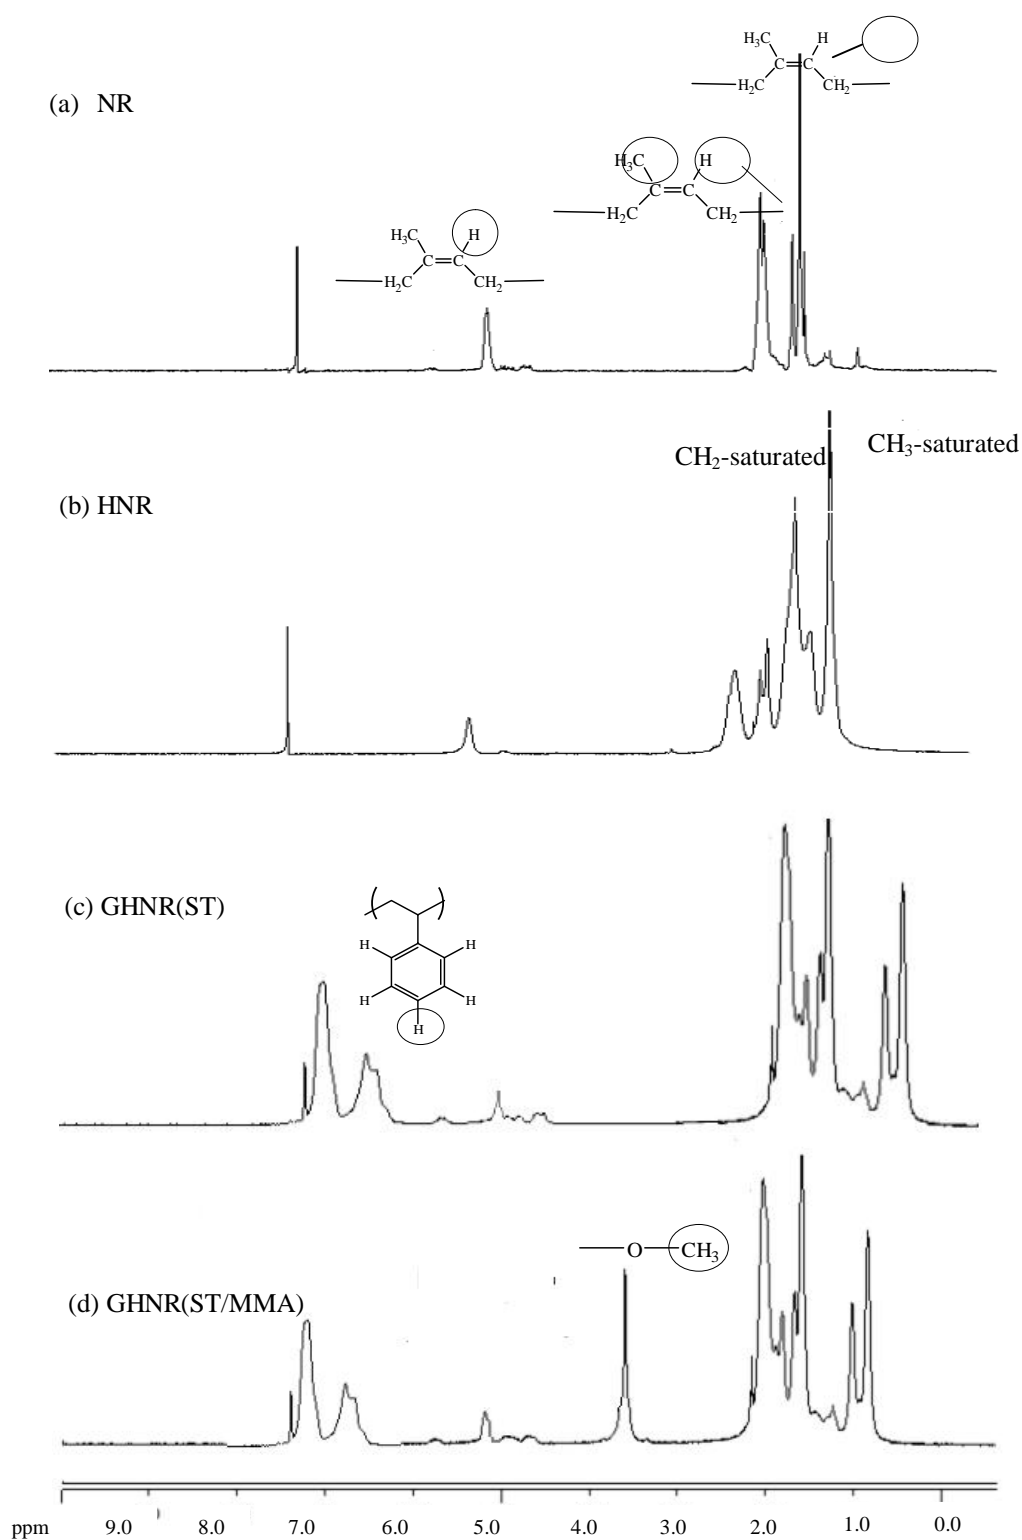 H₃C H
C=C
H₂C CH₂
(a) NR
H₃C H
C=C
H₂C CH₂
H₃C H
C=C
H₂C CH₂
CH₂-saturated CH₃-saturated
(b) HNR
(c) GHNR(ST)
H H
H H
H
O CH₃
(d) GHNR(ST/MMA)
ppm 9.0 8.0 7.0 6.0 5.0 4.0 3.0 2.0 1.0 0.0